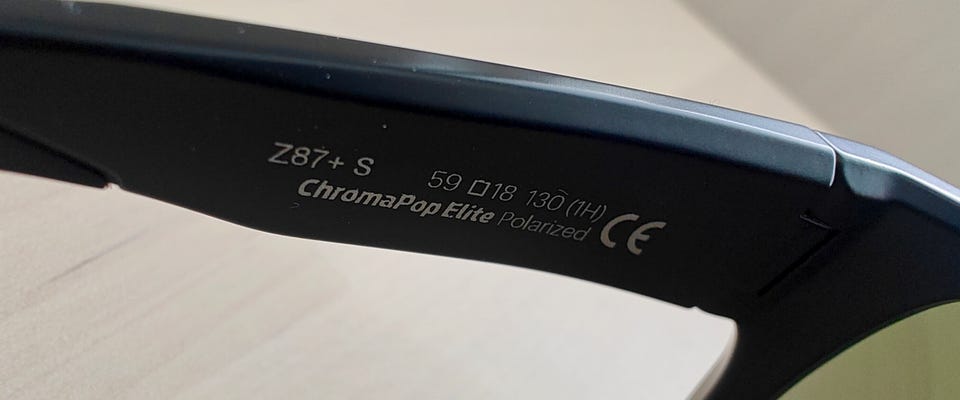 Z87+ S 59 □18 130 (1H)
ChromaPop Elite Polarized CE